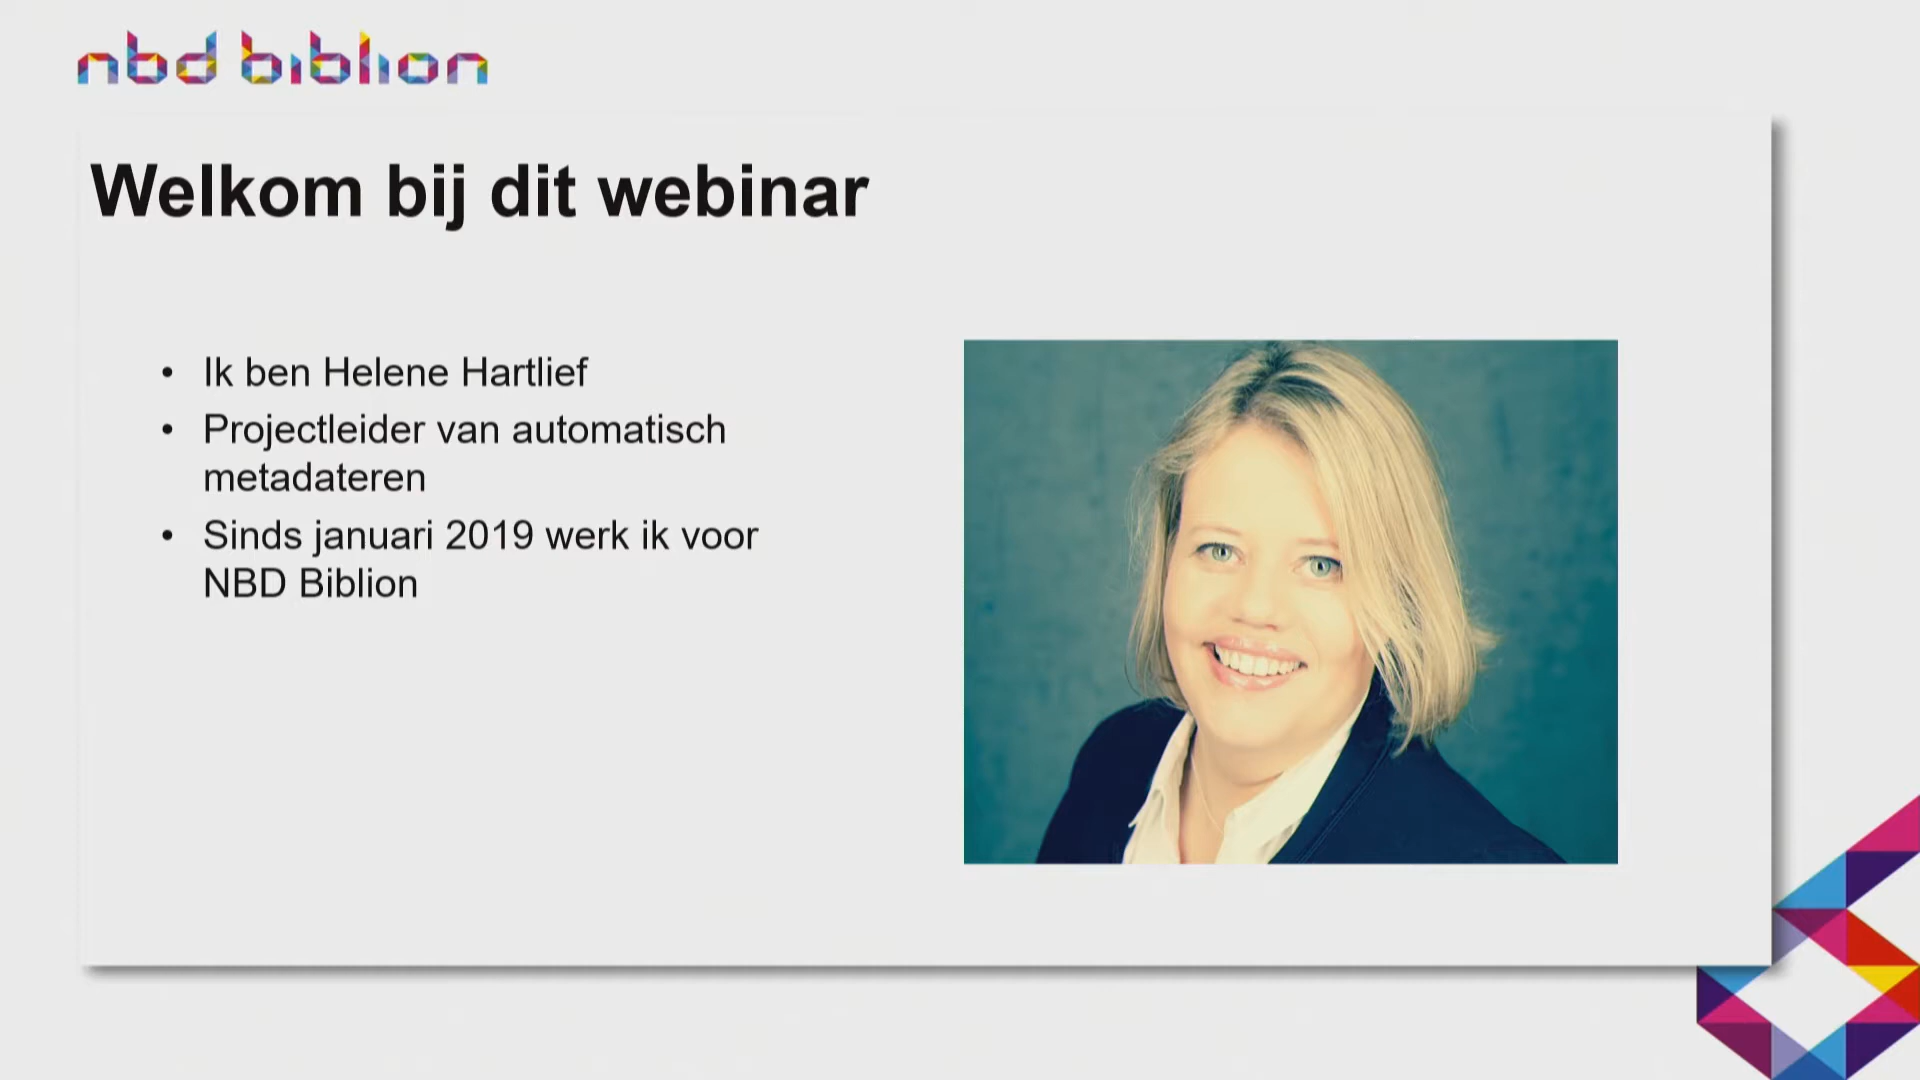 nbd biblion
Welkom bij dit webinar
• Ik ben Helene Hartlief
• Projectleider van automatisch
metadateren
• Sinds januari 2019 werk ik voor
NBD Biblion